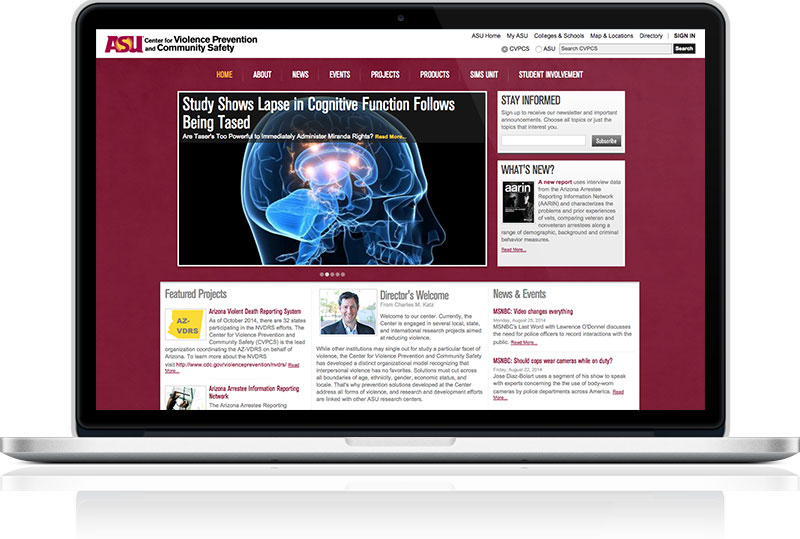 ASU Center for Violence Prevention
and Community Safety
ASU Home My ASU Colleges & Schools Map & Locations Directory | SIGN IN
CVPCS ASU Search CVPCS Search
HOME ABOUT NEWS EVENTS PROJECTS PRODUCTS SIMS UNIT STUDENT INVOLVEMENT
Study Shows Lapse in Cognitive Function Follows
Being Tased
Are Taser's Too Powerful to Immediately Administer Miranda Rights? Read More...
STAY INFORMED
Sign up to receive our newsletter and important
announcements. Choose all topics or just the
topics that interest you.
Subscribe
WHAT'S NEW?
aarin
A new report uses interview data
from the Arizona Arrestee
Reporting Information Network
(AARIN) and characterizes the
problems and prior experiences
of vets, comparing veteran and
nonveteran arrestees along a
range of demographic, background and criminal
behavior measures.
Read More...
Featured Projects
AZ-
VDRS
Arizona Violent Death Reporting System
As of October 2014, there are 32 states
participating in the NVDRS efforts. The
Center for Violence Prevention and
Community Safety (CVPCS) is the lead
organization coordinating the AZ-VDRS on behalf of
Arizona. To learn more about the NVDRS
visit http://www.cdc.gov/violenceprevention/nvdrs/ Read
More...
Arizona Arrestee Information Reporting
Network
The Arizona Arrestee Reporting
Director's Welcome
From Charles M. Katz
Welcome to our center. Currently, the
Center is engaged in several local, state,
and international research projects aimed
at reducing violence.
While other institutions may single out for study a particular facet of
violence, the Center for Violence Prevention and Community Safety
has developed a distinct organizational model recognizing that
interpersonal violence has no favorites. Solutions must cut across
all boundaries of age, ethnicity, gender, economic status, and
locale. That's why prevention solutions developed at the Center
address all forms of violence, and research and development efforts
are linked with other ASU research centers.
News & Events
MSNBC: Video changes everything
Monday, August 25, 2014
MSNBC's Last Word with Lawrence O'Donnel discusses
the need for police officers to record interactions with the
public. Read More...
MSNBC: Should cops wear cameras while on duty?
Friday, August 22, 2014
Jose Diaz-Bolart uses a segment of his show to speak
with experts concerning the the use of body-worn
cameras by police departments across America. Read
More...